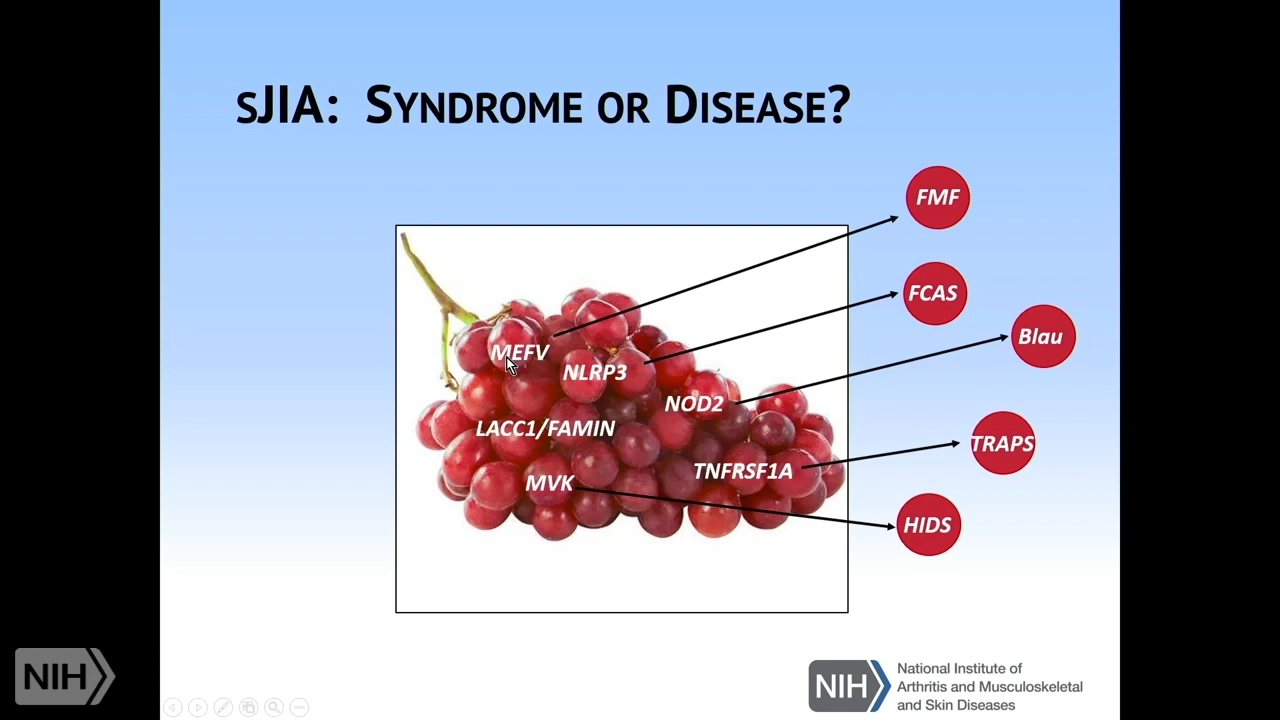 sJIA: Syndrome or Disease?
FMF
FCAS
Blau
MEFV
NLRP3
NOD2
LACC1/FAMIN
TRAPS
TNFRSF1A
MVK
HIDS
NIH
NIH
National Institute of
Arthritis and Musculoskeletal
and Skin Diseases